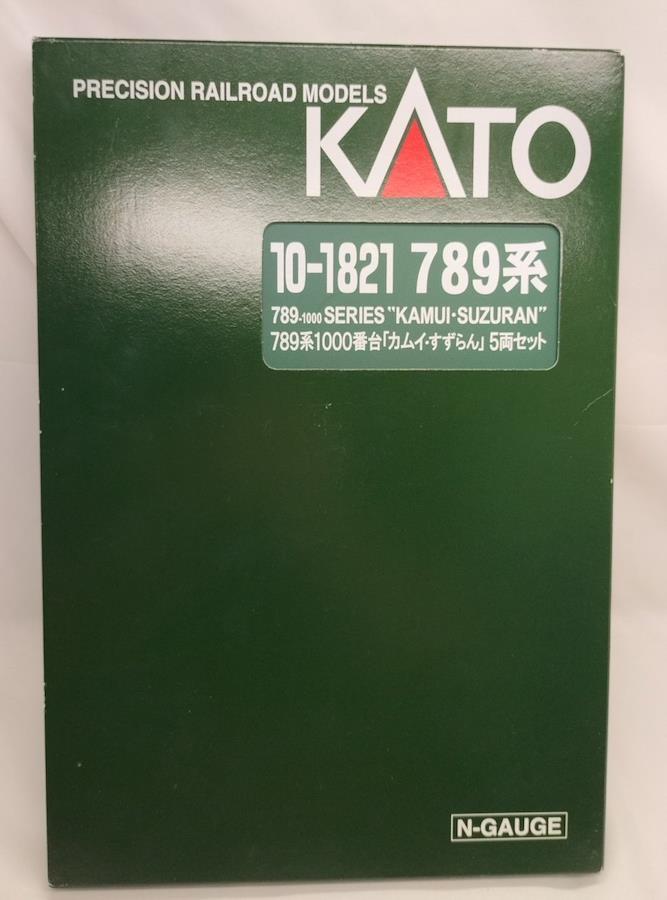 PRECISION RAILROAD MODELS
KATO
10-1821 789系
789-1000 SERIES "KAMUI·SUZURAN"
789系1000番台「カムイ・すずらん」5両セット
N-GAUGE